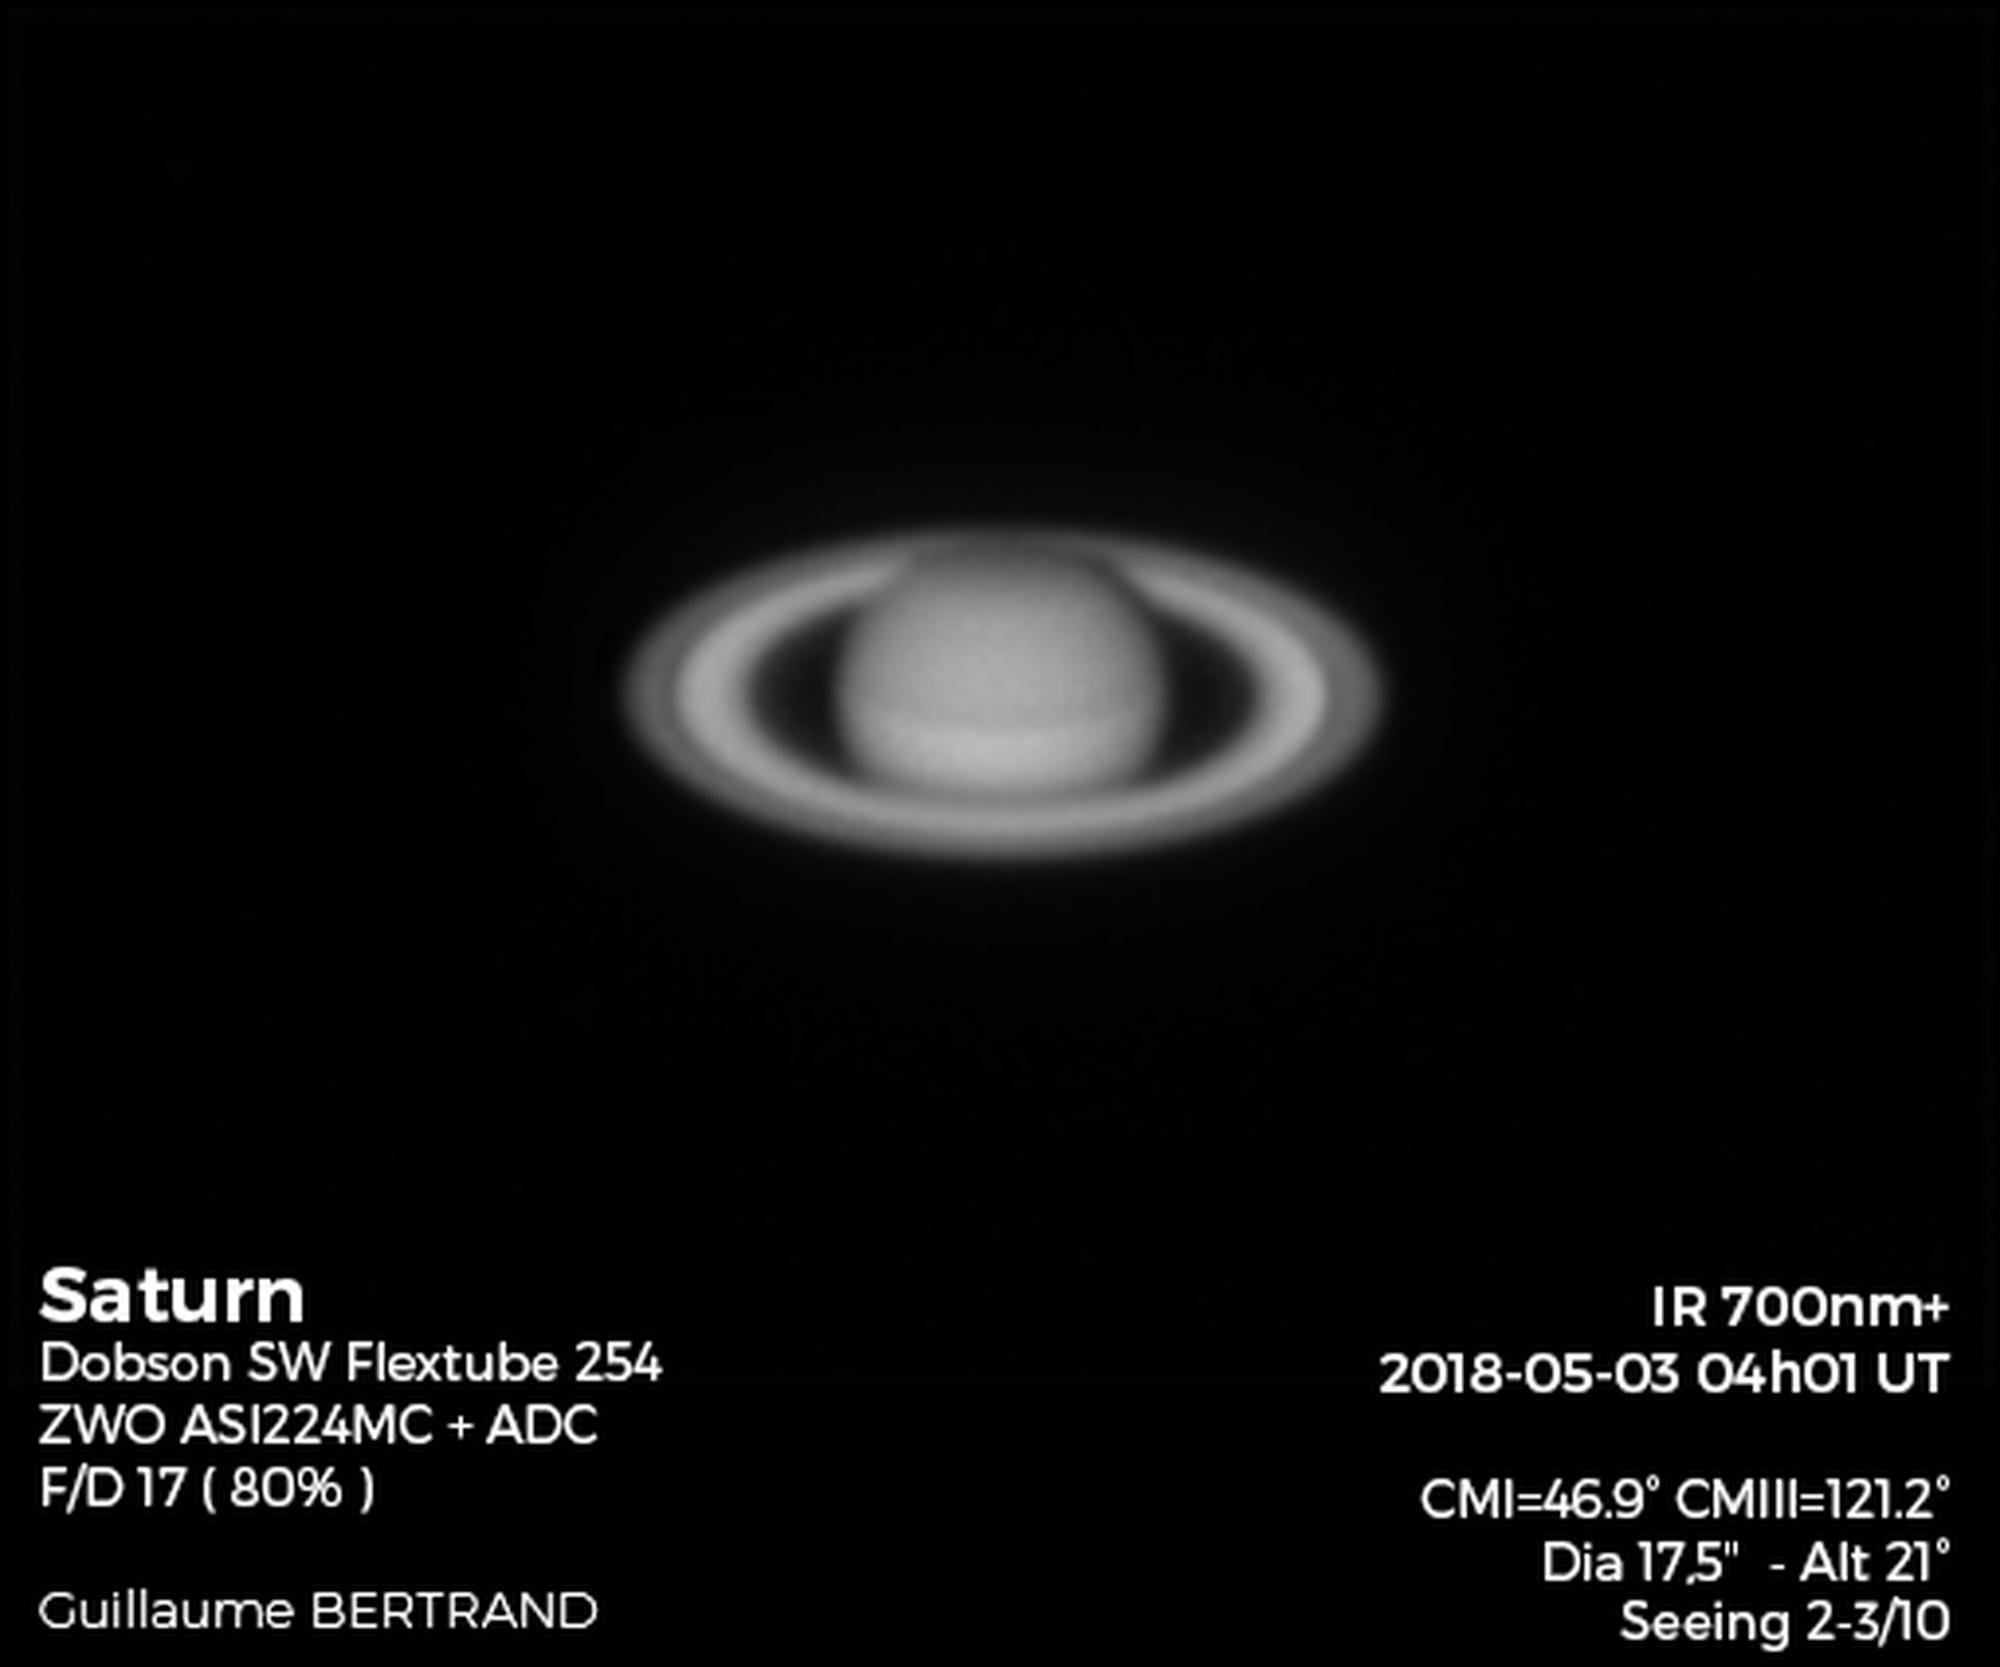 Saturn
Dobson SW Flextube 254
ZWO ASI224MC + ADC
F/D 17 ( 80% )
Guillaume BERTRAND
IR 700nm+
2018-05-03 04h01 UT
CMI=46.9° CMIII=121.2°
Dia 17,5" - Alt 21°
Seeing 2-3/10